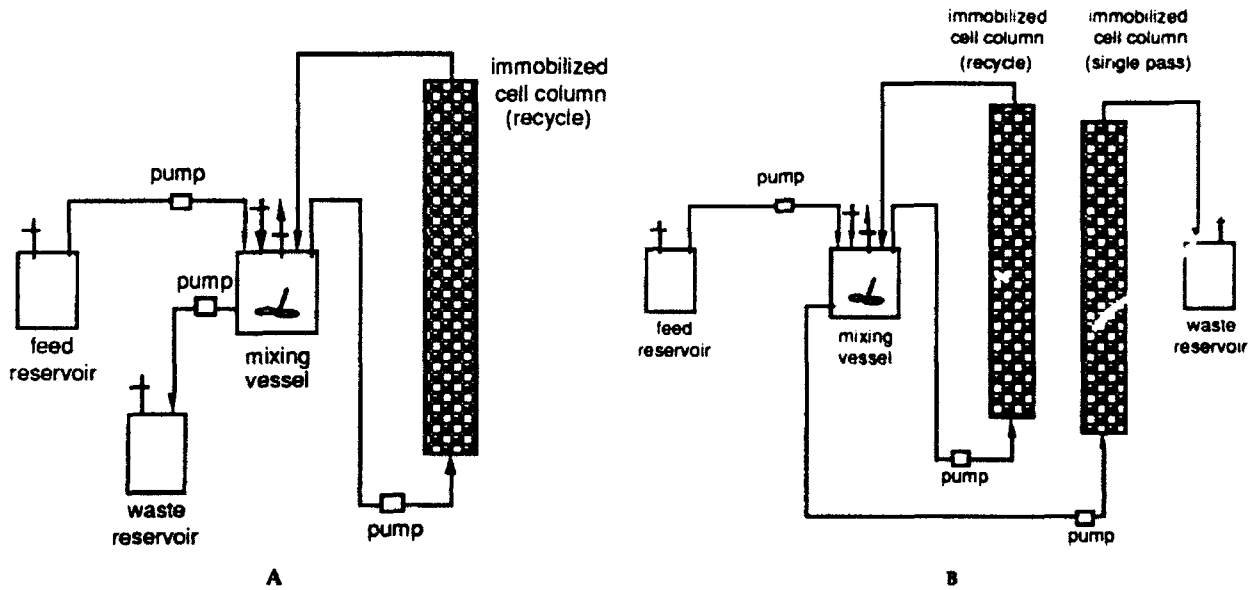 immobilized
cell column
(recycle)
pump
pump
feed
reservoir
mixing
vessel
waste
reservoir
pump
A
immobilized
cell column
(recycle)
immobilized
cell column
(single pass)
pump
feed
reservoir
mixing
vessel
waste
reservoir
pump
pump
B